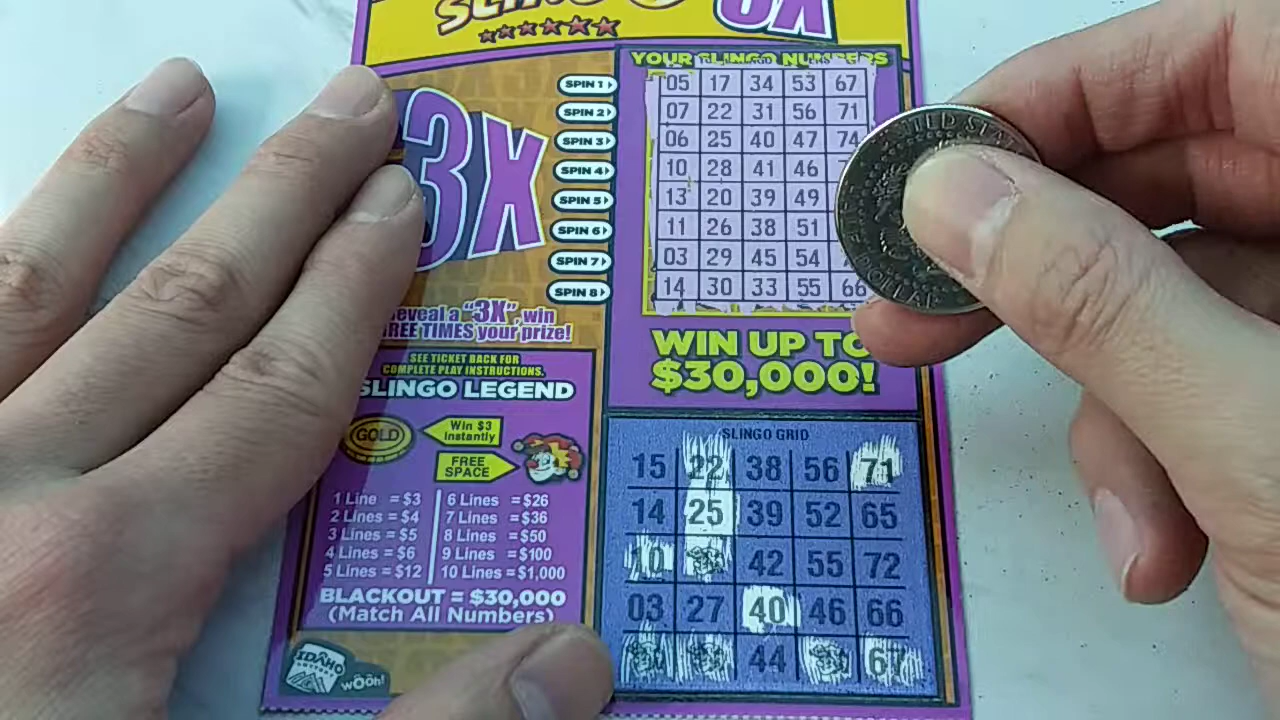 SLINGO 3X
YOUR SLINGO NUMBERS
SPIN 1 05 17 34 53 67
SPIN 2 07 22 31 56 71
SPIN 3 06 25 40 47 74
SPIN 4 10 28 41 46
SPIN 5 13 20 39 49
SPIN 6 11 26 38 51
SPIN 7 03 29 45 54
SPIN 8 14 30 33 55 66
3X
eveal a "3X", win
REE TIMES your prize!
WIN UP TO
$30,000!
SEE TICKET BACK FOR
COMPLETE PLAY INSTRUCTIONS.
SLINGO LEGEND
GOLD
Win $3
Instantly
FREE
SPACE
1 Line = $3 6 Lines = $26
2 Lines = $4 7 Lines = $36
3 Lines = $5 8 Lines = $50
4 Lines = $6 9 Lines = $100
5 Lines = $12 10 Lines = $1,000
BLACKOUT = $30,000
(Match All Numbers)
IDAHO
wooh!
SLINGO GRID
15 22 38 56 71
14 25 39 52 65
10 42 55 72
03 27 40 46 66
44 67
UNITED STA
DOLLAR